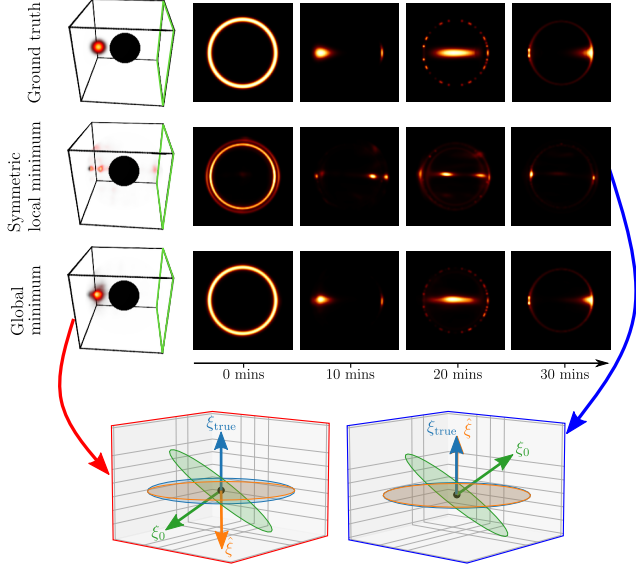 Ground truth
Symmetric
local minimum
Global
minimum
0 mins
10 mins
20 mins
30 mins
ξtrue
ξ0
ξ̂
ξtrue
ξ̂
ξ0